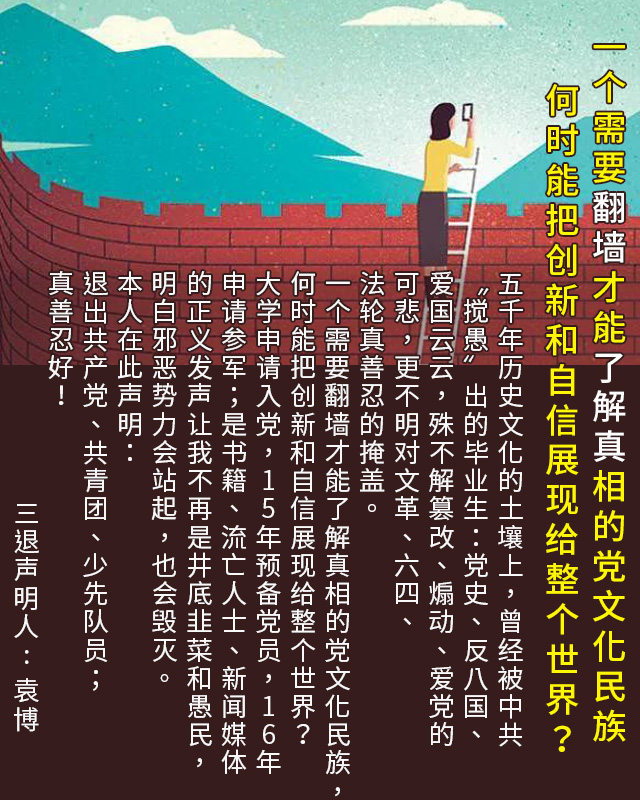 一个需要翻墙才能了解真相的党文化民族
何时能把创新和自信展现给整个世界？
五千年历史文化的土壤上，曾经被中共
“搅愚”出的毕业生：党史、反八国、
爱国云云，殊不解篡改、煽动、爱党的
可悲，更不明对文革、六四、
法轮真善忍的掩盖。
一个需要翻墙才能了解真相的党文化民族，
何时能把创新和自信展现给整个世界？
大学申请入党，15年预备党员，16年
申请参军；是书籍、流亡人士、新闻媒体
的正义发声让我不再是井底韭菜和愚民，
明白邪恶势力会站起，也会毁灭。
本人在此声明：
退出共产党、共青团、少先队员；
真善忍好！
三退声明人：袁博